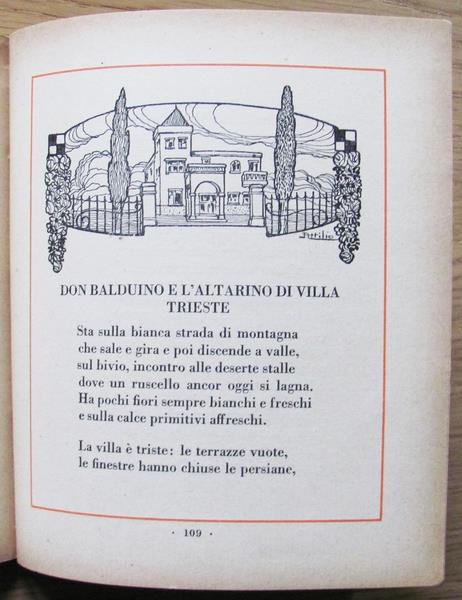 Attilio
DON BALDUINO E L'ALTARINO DI VILLA
TRIESTE
Sta sulla bianca strada di montagna
che sale e gira e poi discende a valle,
sul bivio, incontro alle deserte stalle
dove un ruscello ancor oggi si lagna.
Ha pochi fiori sempre bianchi e freschi
e sulla calce primitivi affreschi.
La villa è triste: le terrazze vuote,
le finestre hanno chiuse le persiane,
· 109 ·